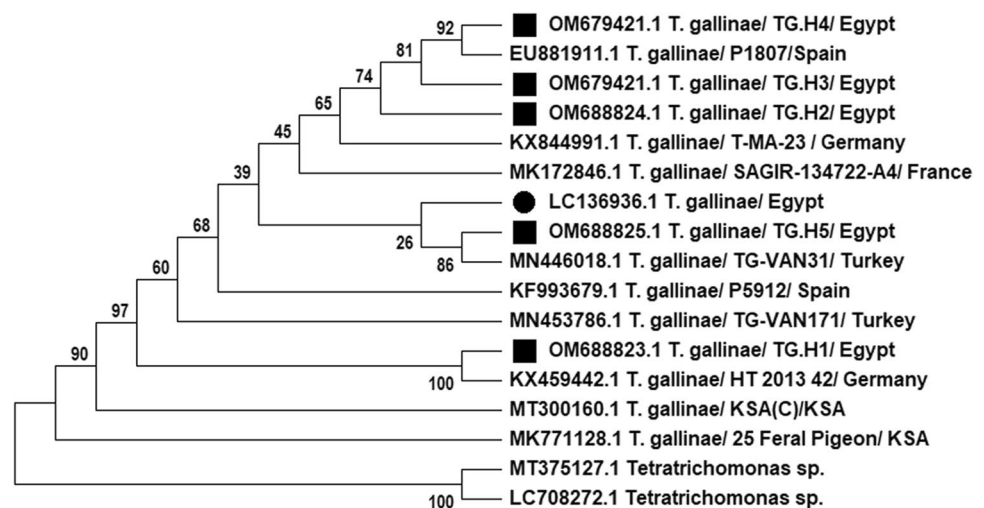 92
OM679421.1 T. gallinae/ TG.H4/ Egypt
EU881911.1 T. gallinae/ P1807/Spain
81
OM679421.1 T. gallinae/ TG.H3/ Egypt
74
OM688824.1 T. gallinae/ TG.H2/ Egypt
65
KX844991.1 T. gallinae/ T-MA-23 / Germany
45
MK172846.1 T. gallinae/ SAGIR-134722-A4/ France
39
LC136936.1 T. gallinae/ Egypt
26
OM688825.1 T. gallinae/ TG.H5/ Egypt
86
MN446018.1 T. gallinae/ TG-VAN31/ Turkey
68
KF993679.1 T. gallinae/ P5912/ Spain
60
MN453786.1 T. gallinae/ TG-VAN171/ Turkey
97
OM688823.1 T. gallinae/ TG.H1/ Egypt
100
KX459442.1 T. gallinae/ HT 2013 42/ Germany
90
MT300160.1 T. gallinae/ KSA(C)/KSA
MK771128.1 T. gallinae/ 25 Feral Pigeon/ KSA
MT375127.1 Tetratrichomonas sp.
100
LC708272.1 Tetratrichomonas sp.